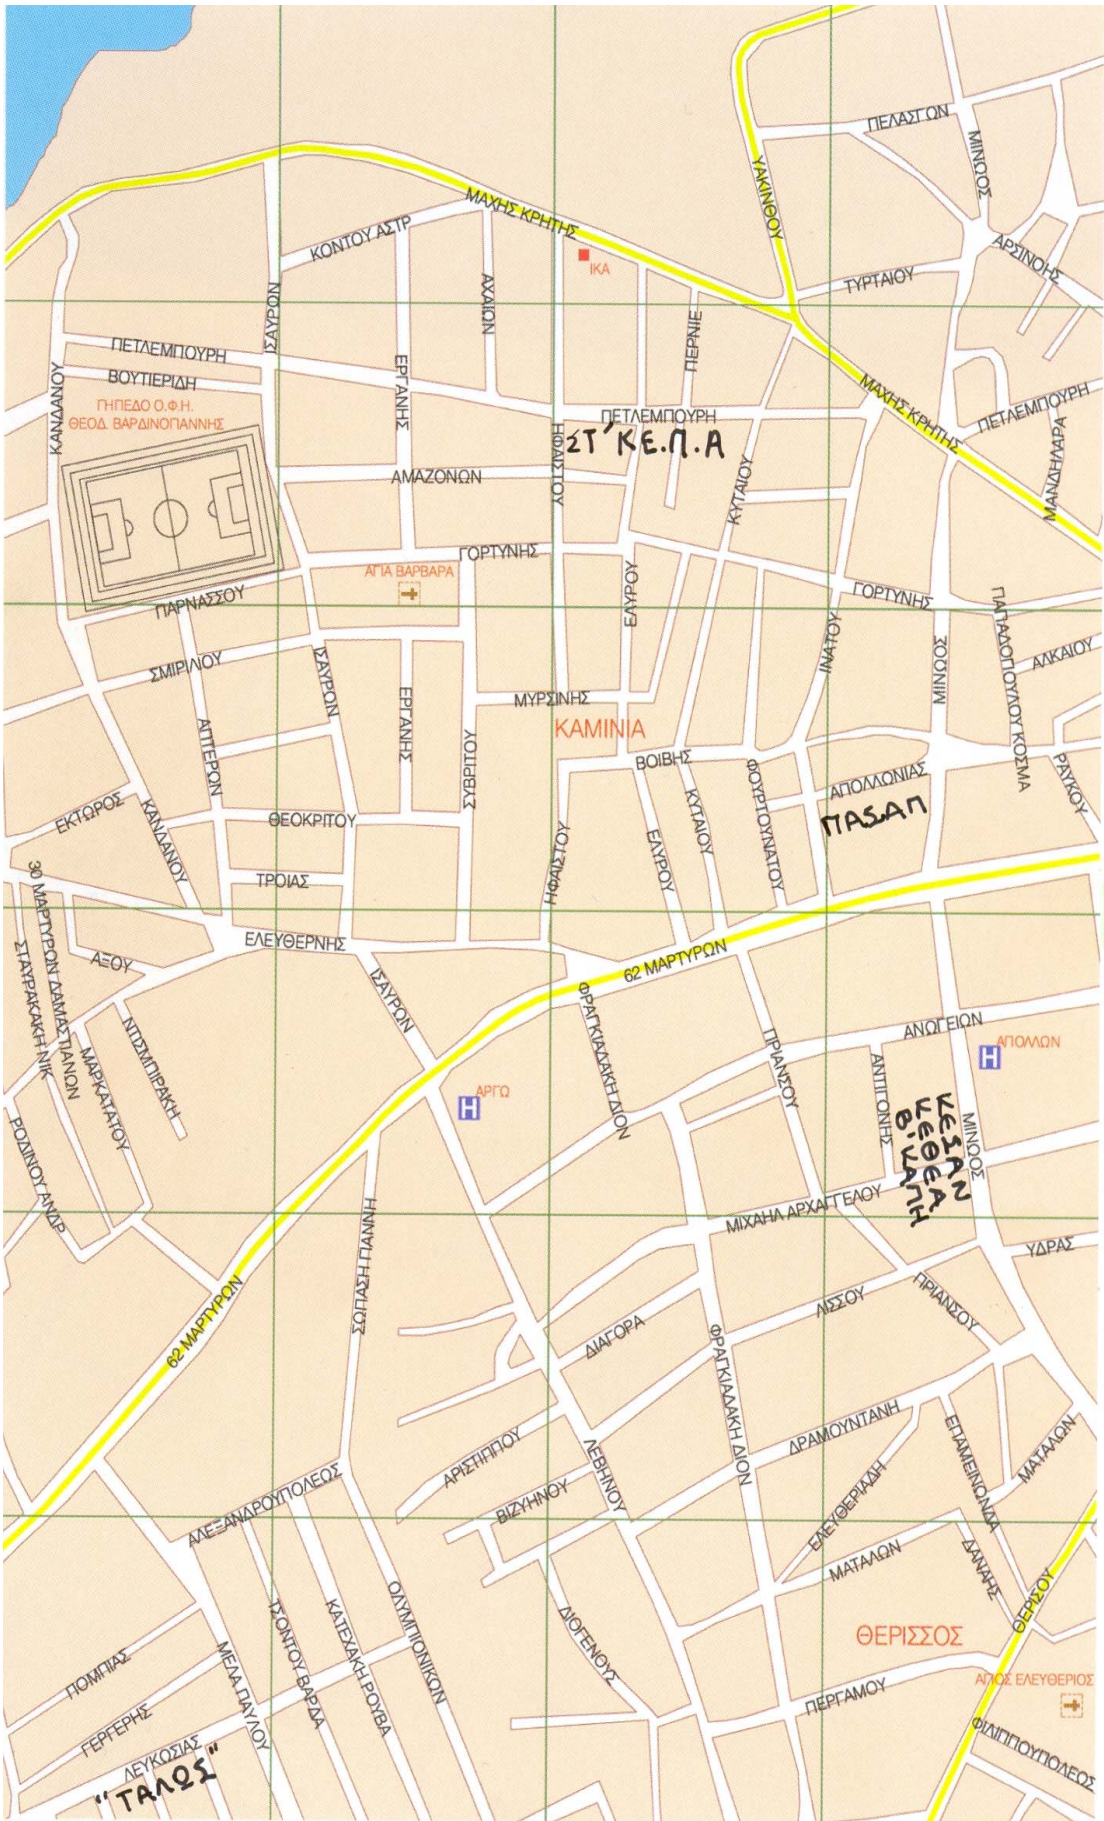 ΠΕΛΑΣΓΩΝ
ΜΙΝΩΟΣ
ΥΑΚΙΝΘΟΥ
ΜΑΧΗΣ ΚΡΗΤΗΣ
ΚΟΝΤΟΥ ΑΣΤΡ
ΑΡΣΙΝΟΗΣ
ΙΚΑ
ΤΥΡΤΑΙΟΥ
ΑΧΑΙΩΝ
ΙΣΑΥΡΩΝ
ΠΕΡΝΙΕ
ΠΕΤΛΕΜΠΟΥΡΗ
ΕΡΓΑΝΗΣ
ΒΟΥΤΙΕΡΙΔΗ
ΚΑΝΔΑΝΟΥ
ΜΑΧΗΣ ΚΡΗΤΗΣ
ΠΕΤΛΕΜΠΟΥΡΗ
ΓΗΠΕΔΟ Ο.Φ.Η.
ΘΕΟΔ. ΒΑΡΔΙΝΟΓΙΑΝΝΗΣ
ΠΕΤΛΕΜΠΟΥΡΗ
ΣΤ' ΚΕ.Π.Α
ΗΦΑΙΣΤΟΥ
ΜΑΝΔΗΛΑΡΑ
ΑΜΑΖΟΝΩΝ
ΚΥΤΑΙΟΥ
ΓΟΡΤΥΝΗΣ
ΑΓΙΑ ΒΑΡΒΑΡΑ
ΠΑΡΝΑΣΣΟΥ
ΕΛΥΡΟΥ
ΓΟΡΤΥΝΗΣ
ΙΝΑΤΟΥ
ΜΙΝΩΟΣ
ΠΑΠΑΔΟΠΟΥΛΟΥ ΚΟΣΜΑ
ΑΛΚΑΙΟΥ
ΣΜΙΡΙΛΙΟΥ
ΙΣΑΥΡΩΝ
ΕΡΓΑΝΗΣ
ΜΥΡΣΙΝΗΣ
ΚΑΜΙΝΙΑ
ΑΠΤΕΡΩΝ
ΣΥΒΡΙΤΟΥ
ΒΟΙΒΗΣ
ΦΟΥΡΤΟΥΝΑΤΟΥ
ΑΠΟΛΛΩΝΙΑΣ
ΠΑΣΑΠ
ΡΑΥΚΟΥ
ΕΚΤΩΡΟΣ
ΚΑΝΔΑΝΟΥ
ΘΕΟΚΡΙΤΟΥ
ΚΥΤΑΙΟΥ
ΗΦΑΙΣΤΟΥ
ΕΛΥΡΟΥ
ΤΡΟΙΑΣ
30 ΜΑΡΤΥΡΩΝ ΔΑΜΑΣΤΙΑΝΩΝ
ΣΤΑΥΡΑΚΑΚΗ ΝΙΚ
ΑΞΟΥ
ΕΛΕΥΘΕΡΝΗΣ
ΙΣΑΥΡΩΝ
62 ΜΑΡΤΥΡΩΝ
ΦΡΑΓΚΙΑΔΑΚΗ ΔΙΟΝ
ΠΡΙΑΝΣΟΥ
ΑΝΩΓΕΙΩΝ
ΑΠΟΛΛΩΝ
H
ΝΤΙΣΜΠΙΡΑΚΗ
ΜΑΡΚΑΤΑΤΟΥ
ΑΡΓΩ
H
ΑΝΤΙΓΟΝΗΣ
ΚΕΣΑΝ
ΚΕΘΕΑ
Β' ΚΑΠΗ
ΜΙΝΩΟΣ
ΡΟΔΙΝΟΥ ΑΝΔΡ
ΣΩΠΑΣΗ ΓΙΑΝΝΗ
ΜΙΧΑΗΛ ΑΡΧΑΓΓΕΛΟΥ
ΥΔΡΑΣ
62 ΜΑΡΤΥΡΩΝ
ΔΙΑΓΟΡΑ
ΛΙΣΣΟΥ
ΠΡΙΑΝΣΟΥ
ΦΡΑΓΚΙΑΔΑΚΗ ΔΙΟΝ
ΔΡΑΜΟΥΝΤΑΝΗ
ΑΡΙΣΤΙΠΠΟΥ
ΛΕΒΗΝΟΥ
ΕΠΑΜΕΙΝΩΝΔΑ
ΜΑΤΑΛΩΝ
ΑΛΕΞΑΝΔΡΟΥΠΟΛΕΩΣ
ΒΙΖΥΗΝΟΥ
ΕΛΕΥΘΕΡΙΑΔΗ
ΜΑΤΑΛΩΝ
ΔΑΝΑΗΣ
ΘΕΡΙΣΟΥ
ΤΣΟΝΤΟΥ ΒΑΡΔΑ
ΚΑΤΕΧΑΚΗ ΡΟΥΒΑ
ΟΛΥΜΠΙΟΝΙΚΩΝ
ΔΙΟΓΕΝΟΥΣ
ΘΕΡΙΣΣΟΣ
ΠΟΜΠΙΑΣ
ΜΕΛΑ ΠΑΥΛΟΥ
ΑΓΙΟΣ ΕΛΕΥΘΕΡΙΟΣ
ΠΕΡΓΑΜΟΥ
ΓΕΡΓΕΡΗΣ
ΦΙΛΙΠΠΟΥΠΟΛΕΩΣ
ΛΕΥΚΩΣΙΑΣ
"ΤΑΛΩΣ"